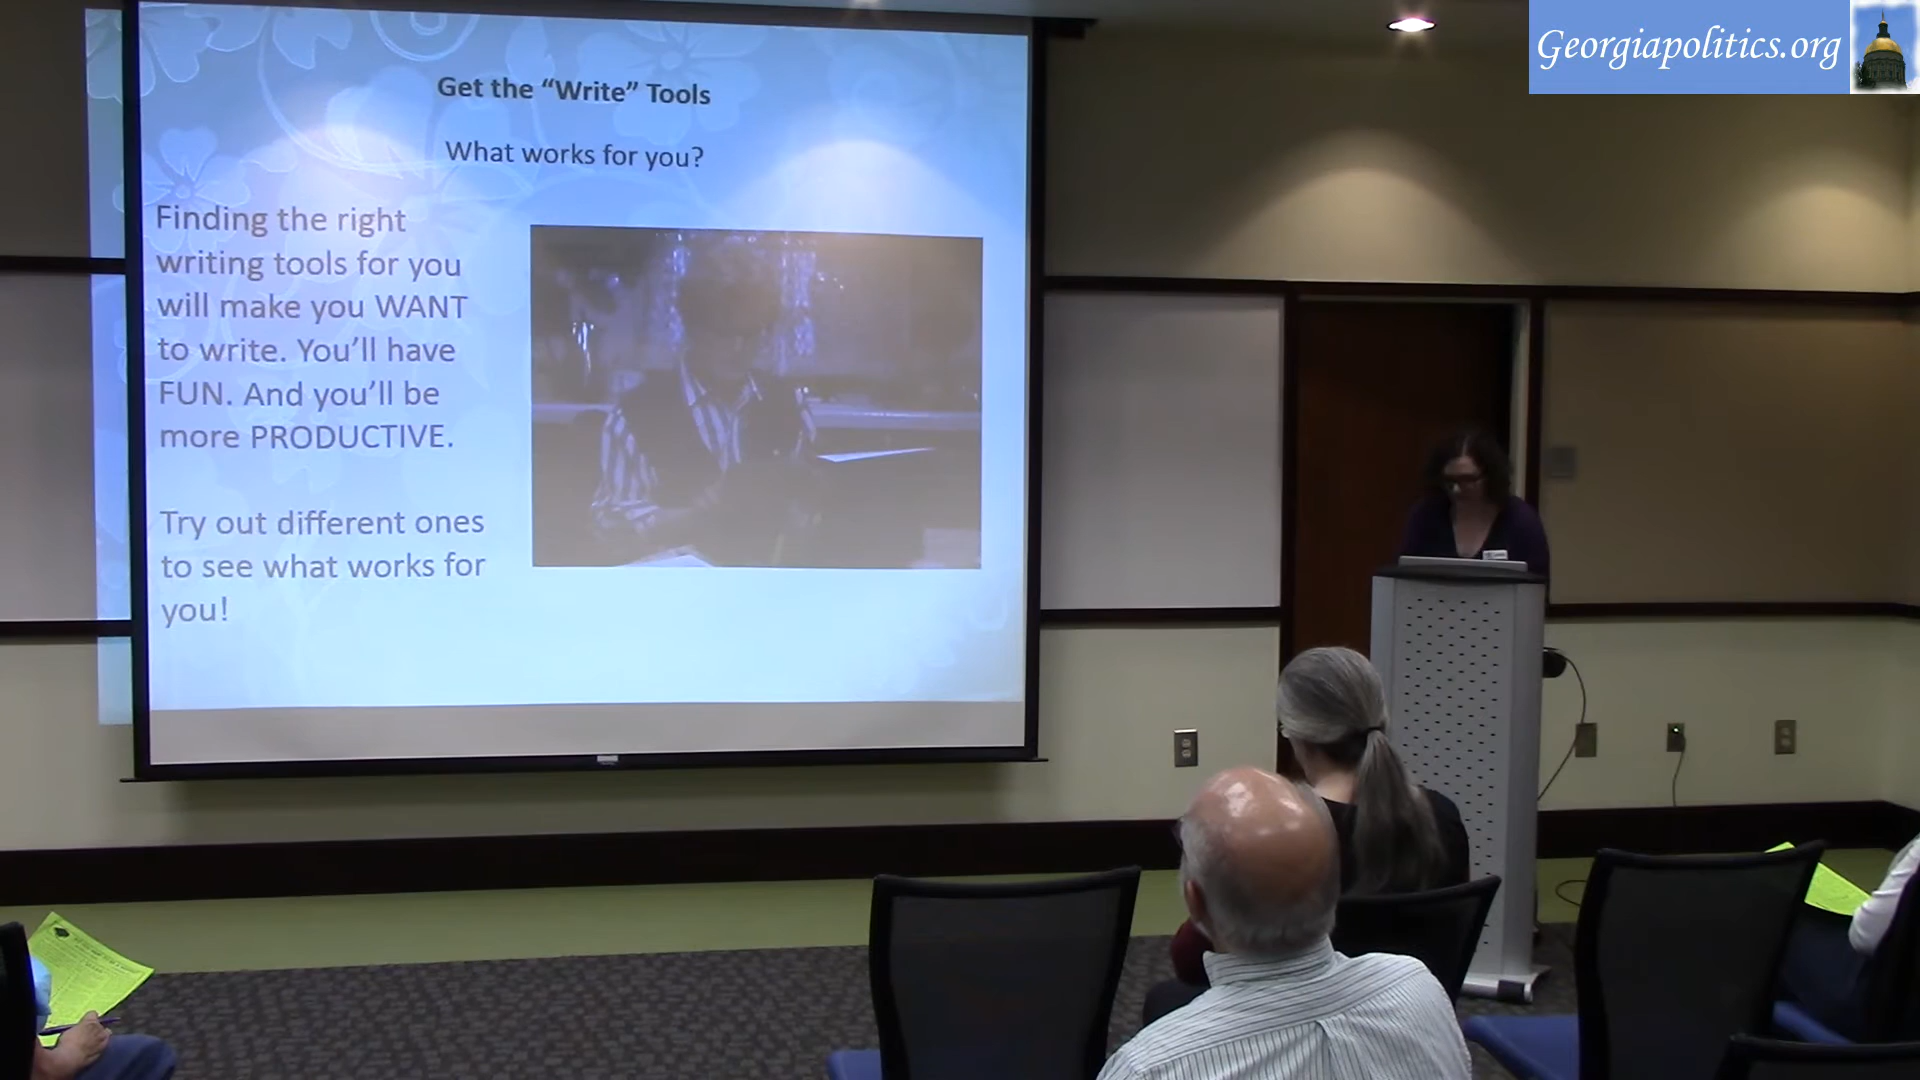 Georgiapolitics.org
Get the “Write” Tools
What works for you?
Finding the right
writing tools for you
will make you WANT
to write. You’ll have
FUN. And you’ll be
more PRODUCTIVE.
Try out different ones
to see what works for
you!